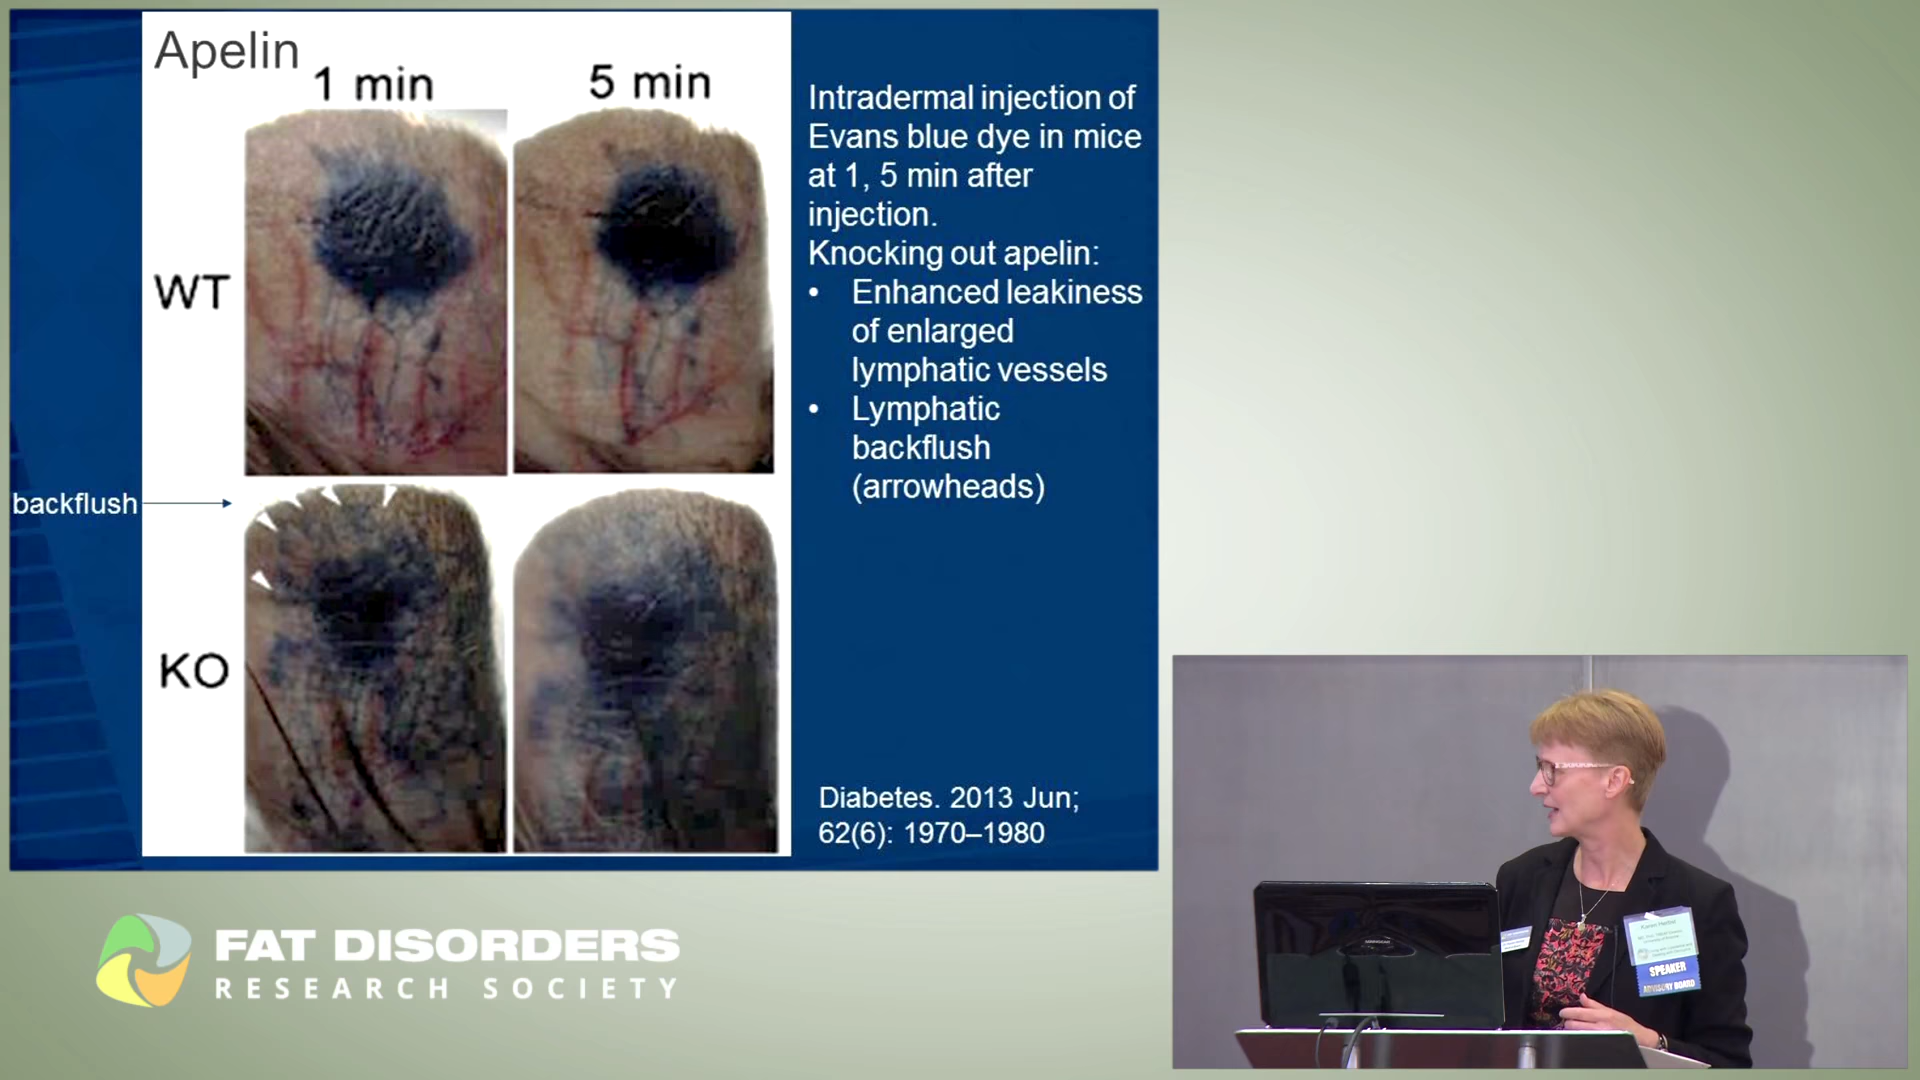 Apelin
1 min
5 min
WT
KO
backflush
Intradermal injection of
Evans blue dye in mice
at 1, 5 min after
injection.
Knocking out apelin:
• Enhanced leakiness
of enlarged
lymphatic vessels
• Lymphatic
backflush
(arrowheads)
Diabetes. 2013 Jun;
62(6): 1970–1980
FAT DISORDERS
RESEARCH SOCIETY
SPEAKER
ADVISORY BOARD